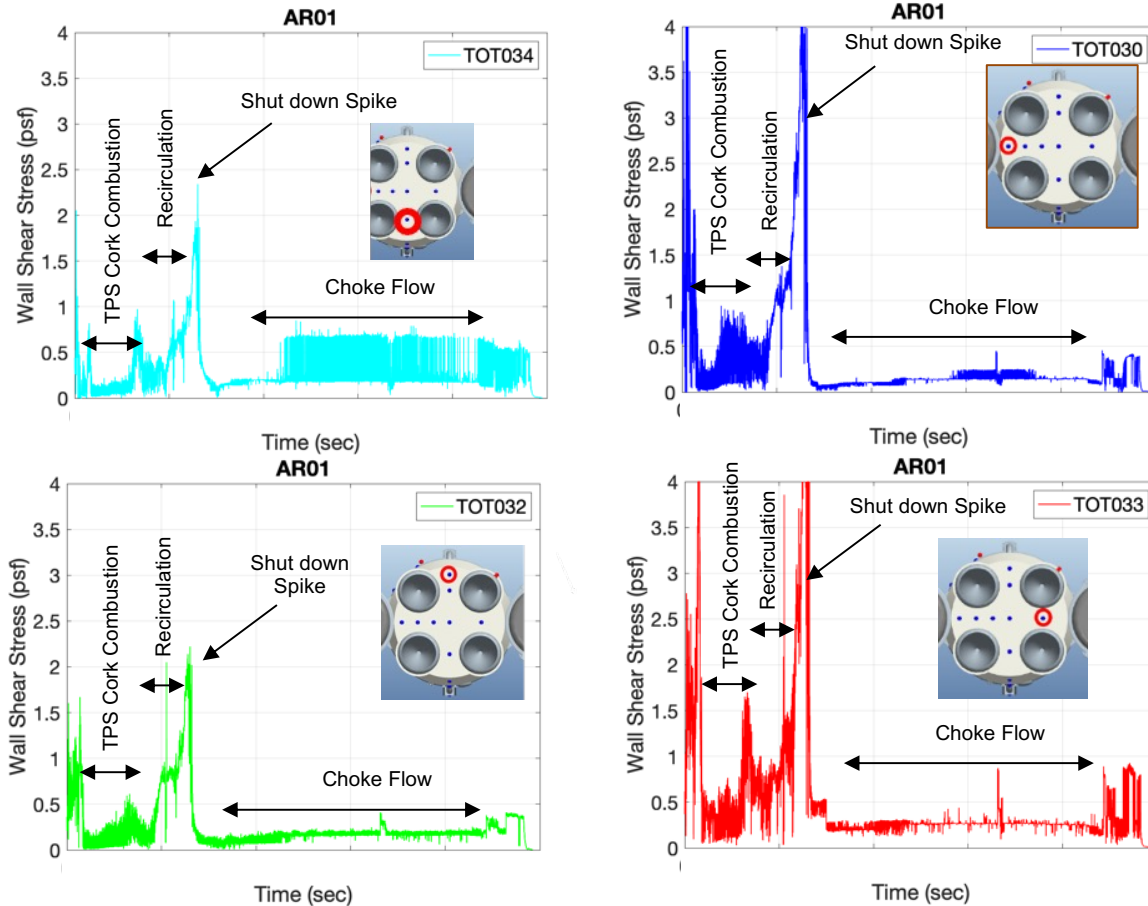 AR01
TOT034
Shut down Spike
TPS Cork Combustion
Recirculation
Choke Flow
Wall Shear Stress (psf)
4
3.5
3
2.5
2
1.5
1
0.5
0
Time (sec)
AR01
TOT030
Shut down Spike
TPS Cork Combustion
Recirculation
Choke Flow
Wall Shear Stress (psf)
4
3.5
3
2.5
2
1.5
1
0.5
0
Time (sec)
AR01
TOT032
Shut down
Spike
TPS Cork Combustion
Recirculation
Choke Flow
Wall Shear Stress (psf)
4
3.5
3
2.5
2
1.5
1
0.5
0
Time (sec)
AR01
TOT033
Shut down Spike
TPS Cork Combustion
Recirculation
Choke Flow
Wall Shear Stress (psf)
4
3.5
3
2.5
2
1.5
1
0.5
0
Time (sec)